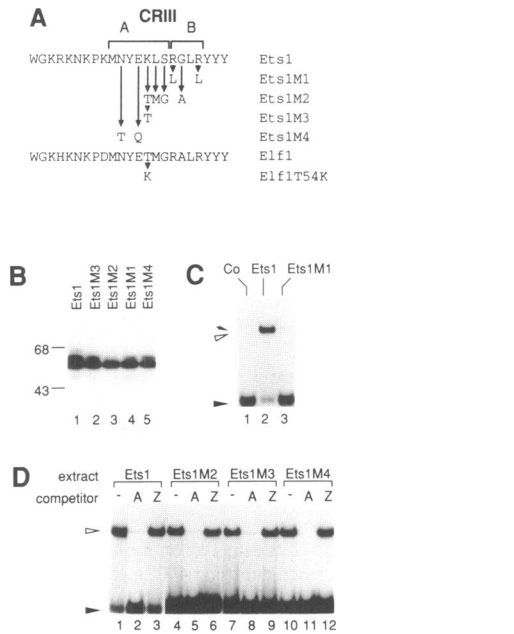 A
CRIII
A B
WGKRKNKPKMNYEKLSRGLRYYY Ets1
L L Ets1M1
TMG A Ets1M2
T Ets1M3
T Q Ets1M4
WGKHKNKPDMNYETMGRALRYYY Elf1
K Elf1T54K
B
Ets1 Ets1M3 Ets1M2 Ets1M1 Ets1M4
68
43
1 2 3 4 5
C
Co Ets1 Ets1M1
1 2 3
D
extract Ets1 Ets1M2 Ets1M3 Ets1M4
competitor - A Z - A Z - A Z - A Z
1 2 3 4 5 6 7 8 9 10 11 12